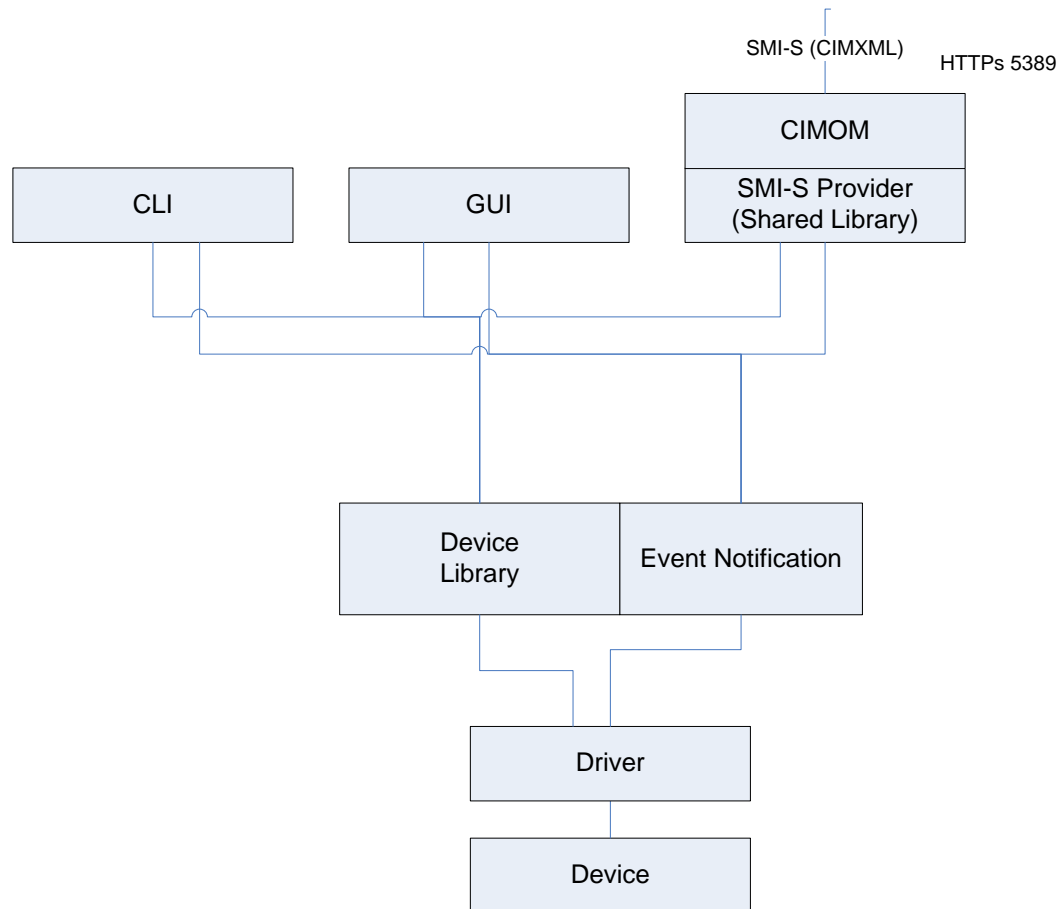 SMI-S (CIMXML)
HTTPs 5389
CIMOM
CLI
GUI
SMI-S Provider
(Shared Library)
Device
Library
Event Notification
Driver
Device